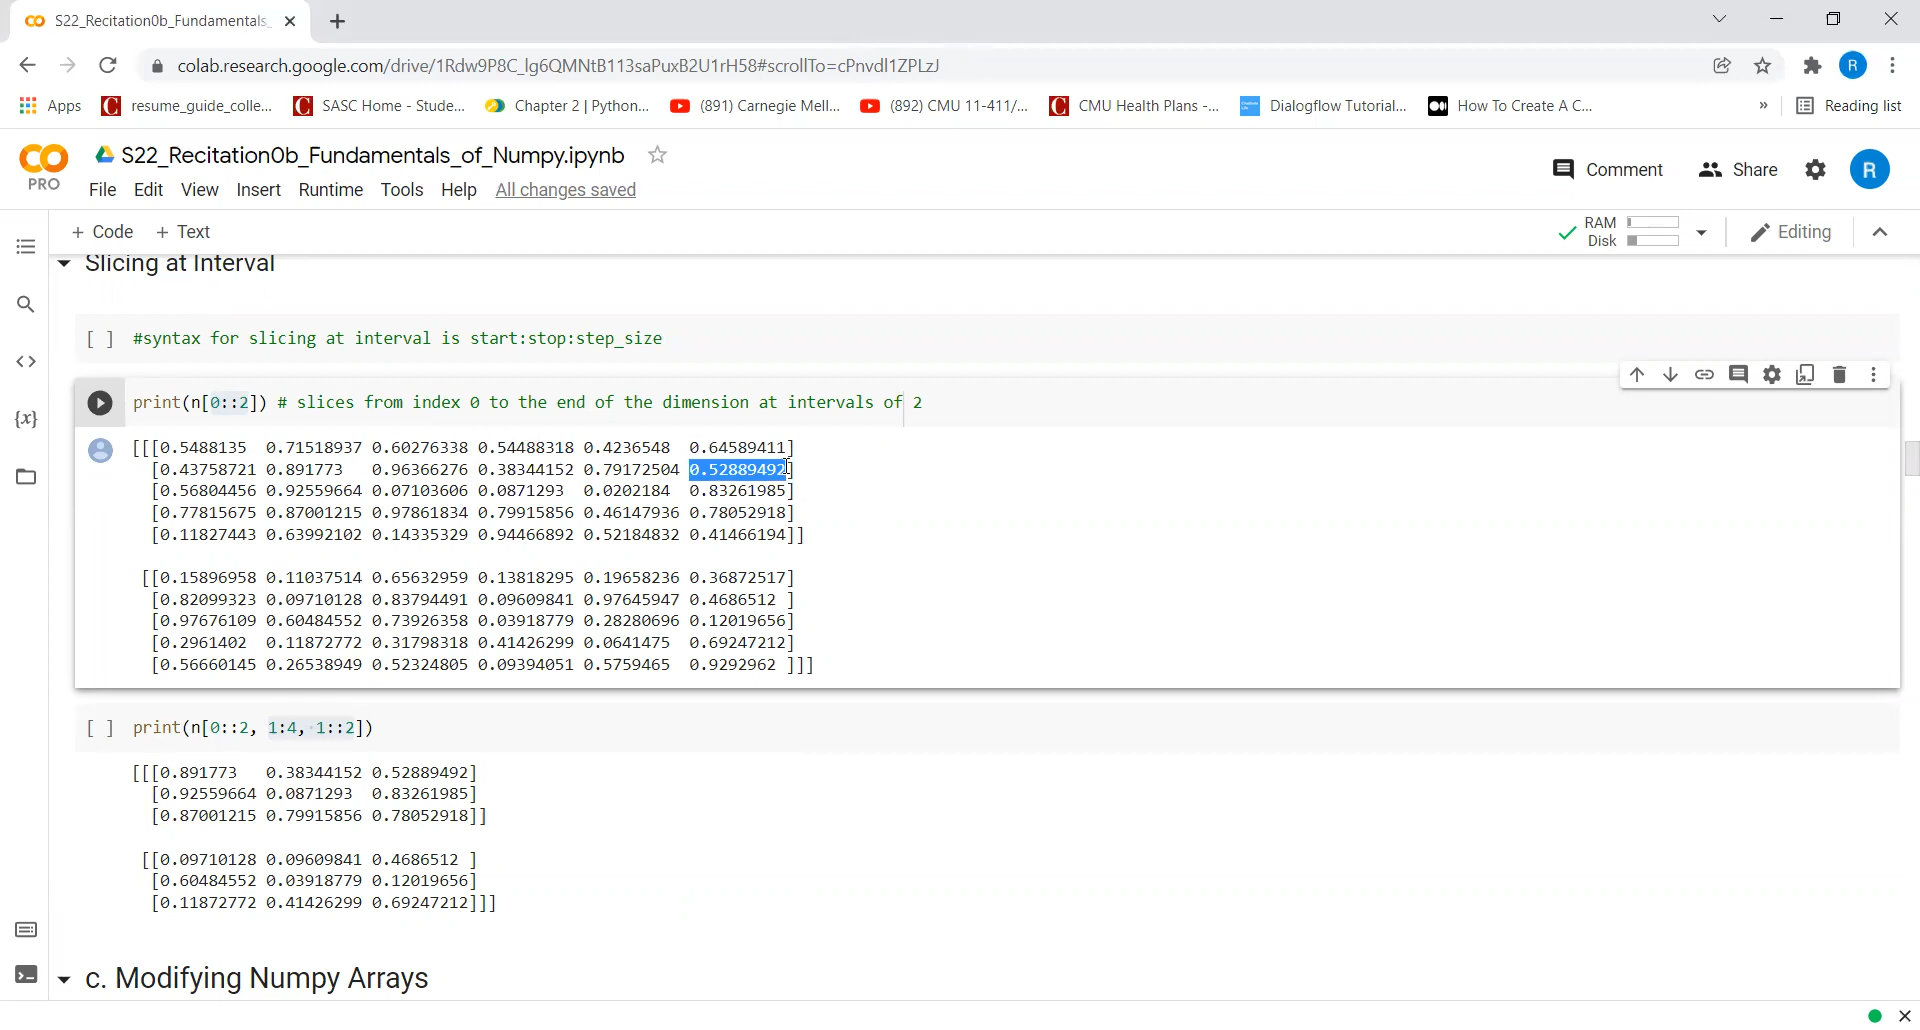 S22_Recitation0b_Fundamentals_
colab.research.google.com/drive/1Rdw9P8C_lg6QMNtB113saPuxB2U1rH58#scrollTo=cPnvdl1ZPLzJ
R
Apps
resume_guide_colle...
SASC Home - Stude...
Chapter 2 | Python...
(891) Carnegie Mell...
(892) CMU 11-411/...
CMU Health Plans -...
Dialogflow Tutorial...
How To Create A C...
»
Reading list
PRO
S22_Recitation0b_Fundamentals_of_Numpy.ipynb
File Edit View Insert Runtime Tools Help All changes saved
Comment
Share
R
+ Code + Text
RAM
Disk
Editing
Slicing at Interval
[ ] #syntax for slicing at interval is start:stop:step_size
print(n[0::2]) # slices from index 0 to the end of the dimension at intervals of 2
[[[0.5488135 0.71518937 0.60276338 0.54488318 0.4236548 0.64589411]
[0.43758721 0.891773 0.96366276 0.38344152 0.79172504 0.52889492]
[0.56804456 0.92559664 0.07103606 0.0871293 0.0202184 0.83261985]
[0.77815675 0.87001215 0.97861834 0.79915856 0.46147936 0.78052918]
[0.11827443 0.63992102 0.14335329 0.94466892 0.52184832 0.41466194]]
[[0.15896958 0.11037514 0.65632959 0.13818295 0.19658236 0.36872517]
[0.82099323 0.09710128 0.83794491 0.09609841 0.97645947 0.4686512 ]
[0.97676109 0.60484552 0.73926358 0.03918779 0.28280696 0.12019656]
[0.2961402 0.11872772 0.31798318 0.41426299 0.0641475 0.69247212]
[0.56660145 0.26538949 0.52324805 0.09394051 0.5759465 0.9292962 ]]]
[ ] print(n[0::2, 1:4, 1::2])
[[[0.891773 0.38344152 0.52889492]
[0.92559664 0.0871293 0.83261985]
[0.87001215 0.79915856 0.78052918]]
[[0.09710128 0.09609841 0.4686512 ]
[0.60484552 0.03918779 0.12019656]
[0.11872772 0.41426299 0.69247212]]]
c. Modifying Numpy Arrays